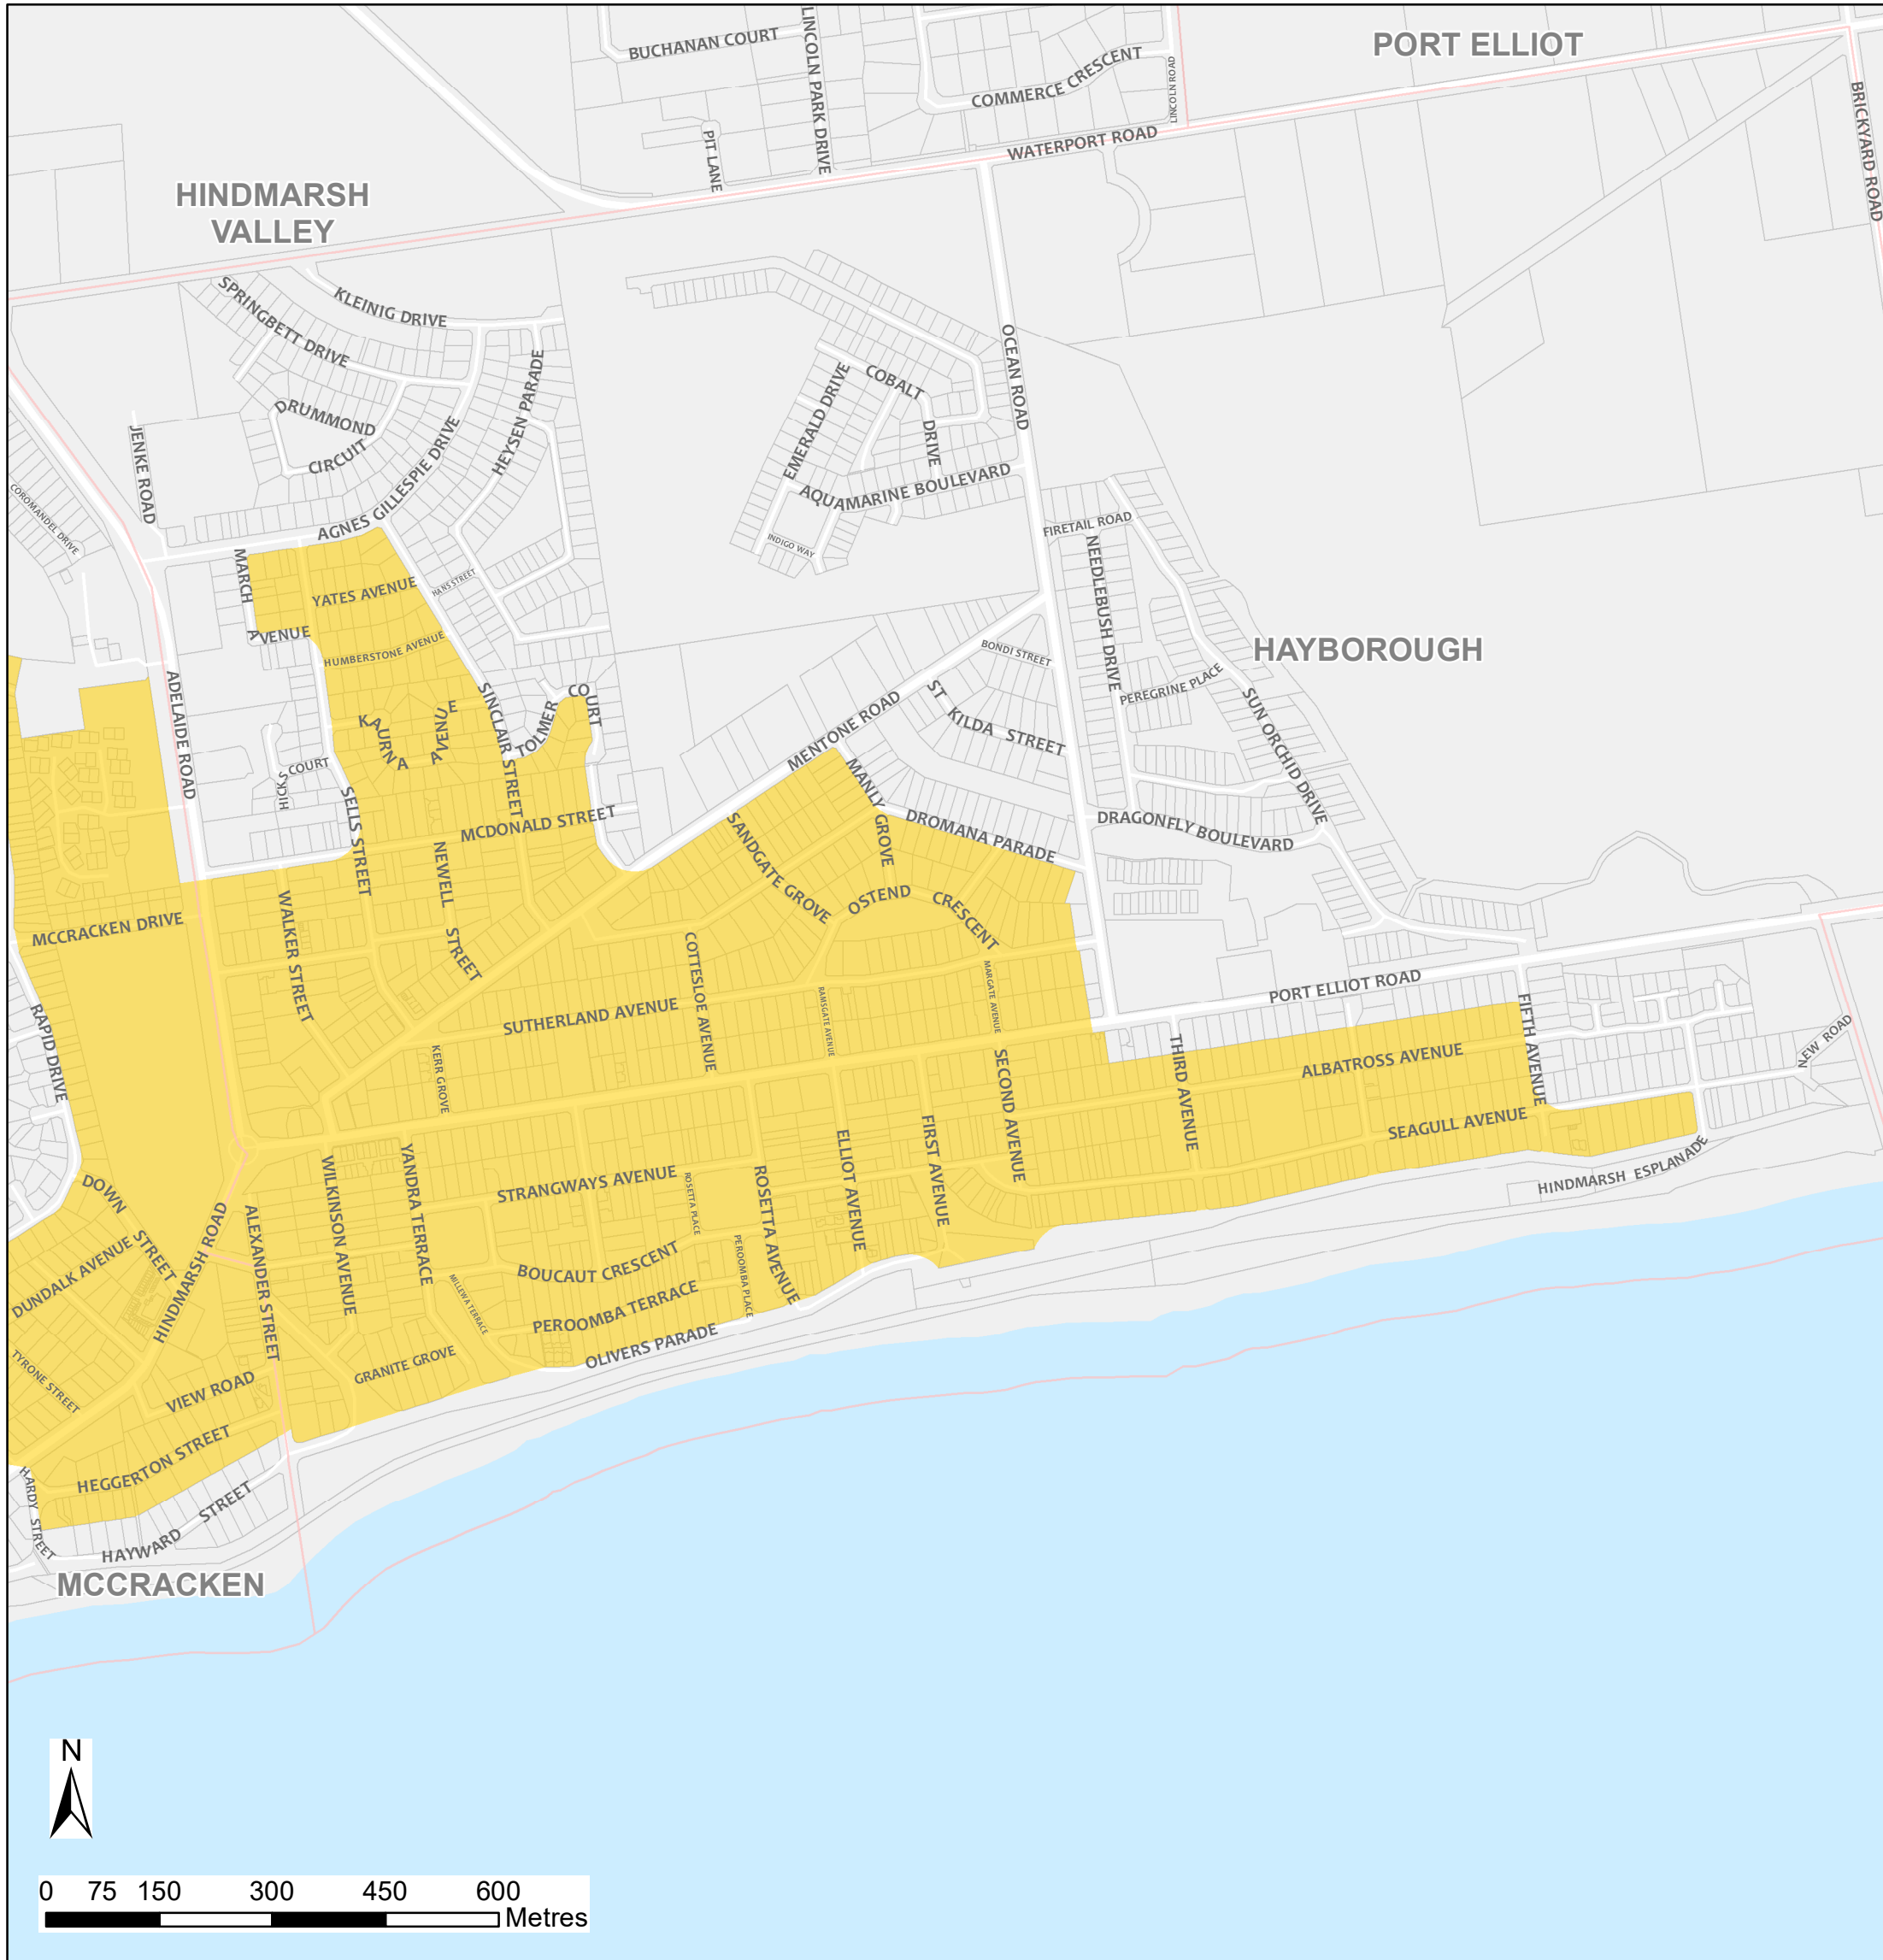 BUCHANAN COURT
LINCOLN PARK DRIVE
COMMERCE CRESCENT
LINCOLN ROAD
PORT ELLIOT
BRICKYARD ROAD
PIT LANE
WATERPORT ROAD
HINDMARSH
VALLEY
SPRINGBETT DRIVE
KLEINIG DRIVE
HEYSEN PARADE
DRUMMOND
CIRCUIT
JENKE ROAD
COROMANDEL DRIVE
AGNES GILLESPIE DRIVE
EMERALD DRIVE
COBALT
DRIVE
OCEAN ROAD
AQUAMARINE BOULEVARD
INDIGO WAY
FIRETAIL ROAD
NEEDLEBUSH DRIVE
MARCH
AVENUE
YATES AVENUE
HANS STREET
HUMBERSTONE AVENUE
BONDI STREET
HAYBOROUGH
PEREGRINE PLACE
SUN ORCHID DRIVE
ADELAIDE ROAD
KAURNA
AVENUE
SINCLAIR STREET
TOLMER
COURT
MENTONE ROAD
ST
KILDA STREET
HICKS COURT
SELLS STREET
MCDONALD STREET
MANLY
GROVE
SANDGATE GROVE
DROMANA PARADE
DRAGONFLY BOULEVARD
NEWELL
STREET
WALKER STREET
OSTEND
CRESCENT
MCCRACKEN DRIVE
COTTESLOE AVENUE
MARGATE AVENUE
RAMSGATE AVENUE
SUTHERLAND AVENUE
PORT ELLIOT ROAD
FIFTH AVENUE
RAPID DRIVE
KERR GROVE
SECOND AVENUE
THIRD AVENUE
ALBATROSS AVENUE
NEW ROAD
SEAGULL AVENUE
HINDMARSH ESPLANADE
FIRST AVENUE
ELLIOT AVENUE
WILKINSON AVENUE
YANDRA TERRACE
STRANGWAYS AVENUE
ROSETTA PLACE
ROSETTA AVENUE
DOWN
STREET
HINDMARSH ROAD
ALEXANDER STREET
DUNDALK AVENUE
BOUCAUT CRESCENT
PEROOMBA PLACE
MILLEWA TERRACE
PEROOMBA TERRACE
OLIVERS PARADE
GRANITE GROVE
TYRONE STREET
VIEW ROAD
HEGGERTON STREET
HARDY STREET
HAYWARD STREET
MCCRACKEN
N
0 75 150 300 450 600
Metres